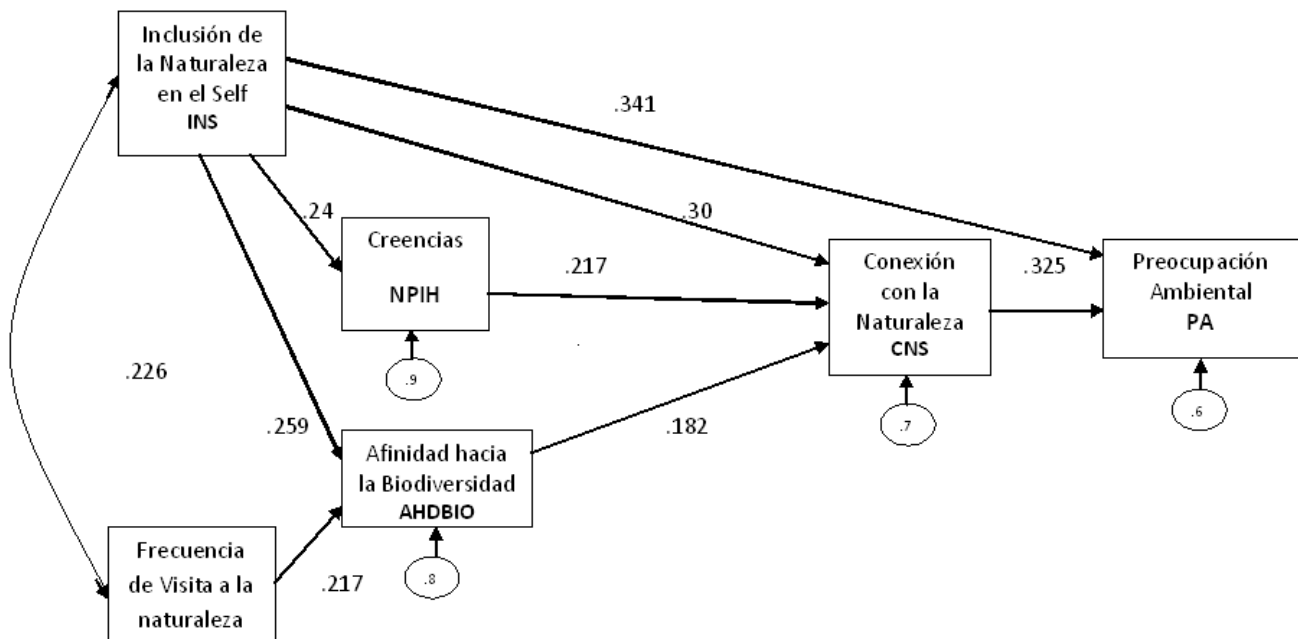 Inclusión de
la Naturaleza
en el Self
INS
.341
.30
.24
Creencias
NPIH
.217
Conexión
con la
Naturaleza
CNS
.325
Preocupación
Ambiental
PA
.9
.226
.259
.182
.7
.6
Afinidad hacia
la Biodiversidad
AHDBIO
Frecuencia
de Visita a la
naturaleza
.217
.8